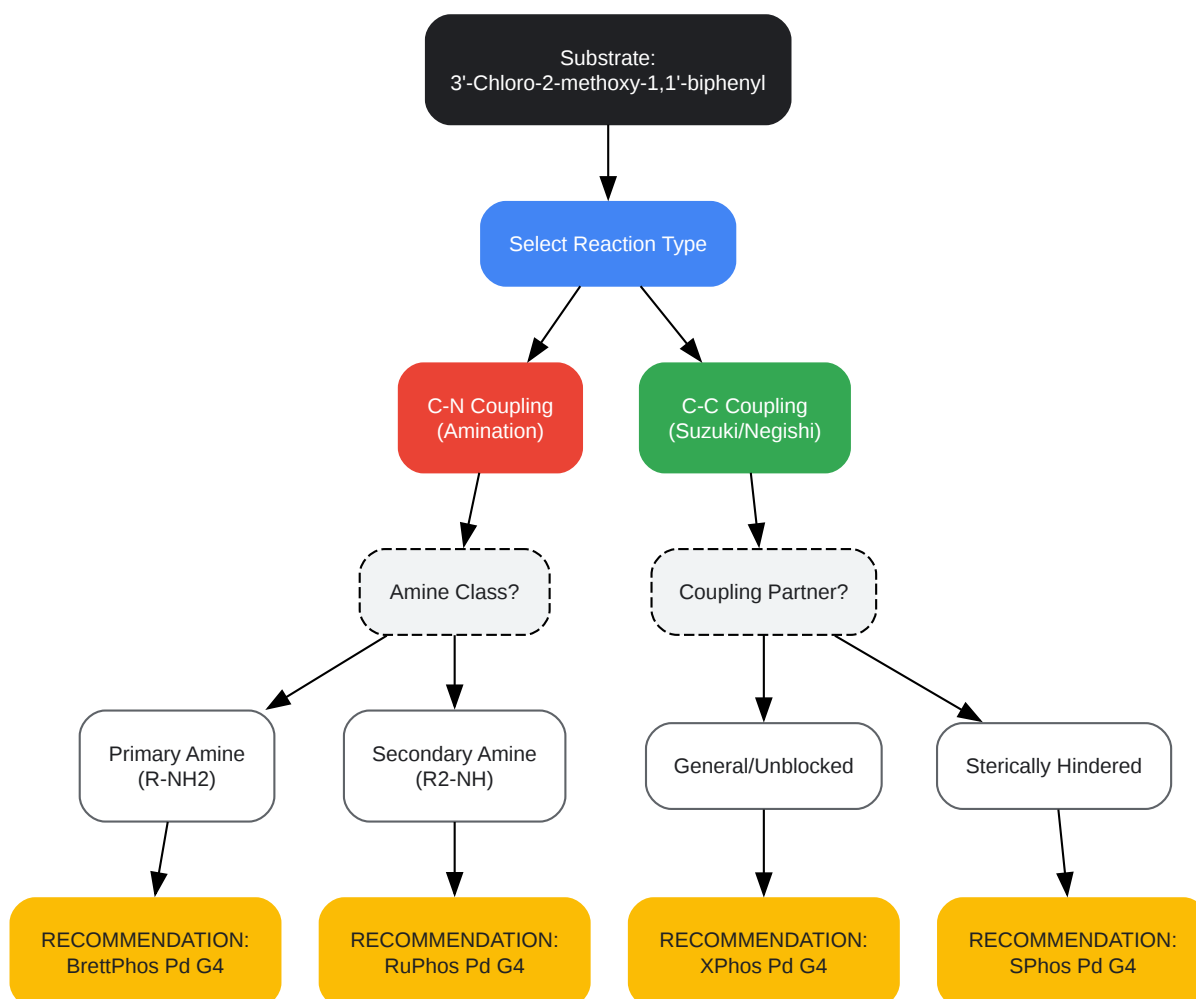 Substrate:
3'-Chloro-2-methoxy-1,1'-biphenyl
Select Reaction Type
C-N Coupling
(Amination)
C-C Coupling
(Suzuki/Negishi)
Amine Class?
Coupling Partner?
Primary Amine
(R-NH2)
Secondary Amine
(R2-NH)
General/Unblocked
Sterically Hindered
RECOMMENDATION:
BrettPhos Pd G4
RECOMMENDATION:
RuPhos Pd G4
RECOMMENDATION:
XPhos Pd G4
RECOMMENDATION:
SPhos Pd G4